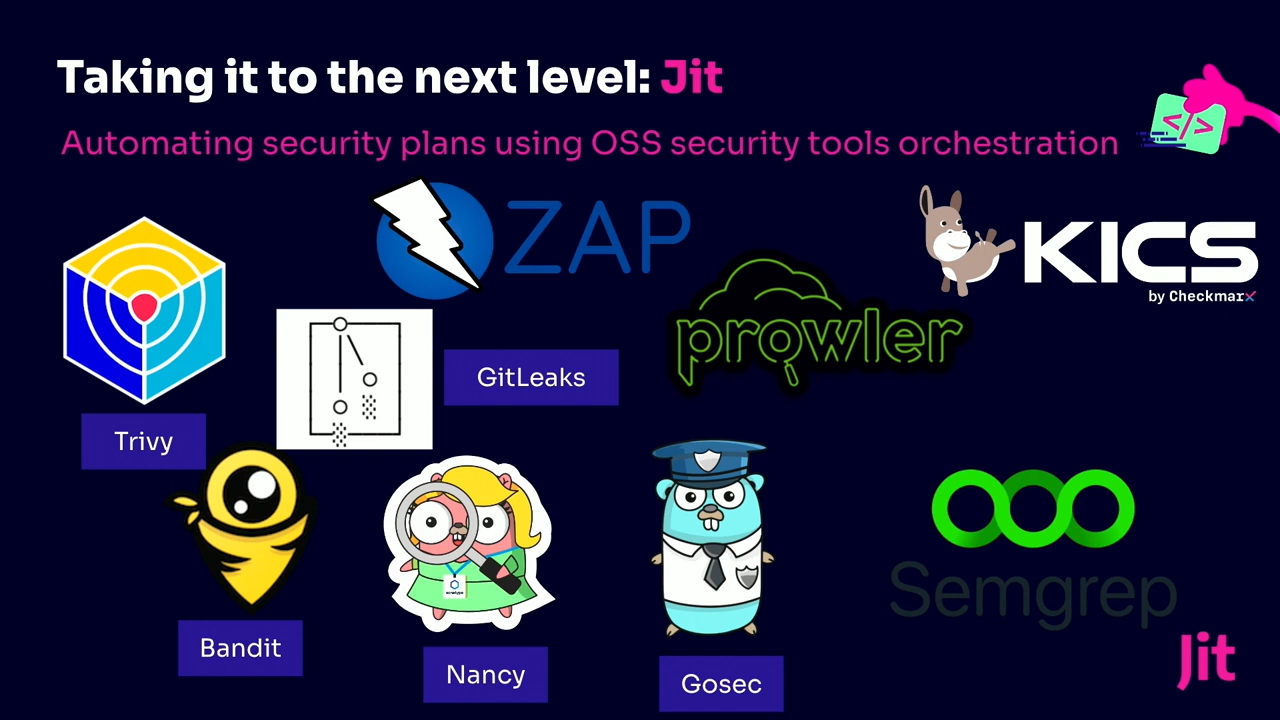 Taking it to the next level: Jit
Automating security plans using OSS security tools orchestration
</>
ZAP
KICS
by Checkmarx
prowler
GitLeaks
Trivy
Semgrep
Bandit
Nancy
Gosec
Jit